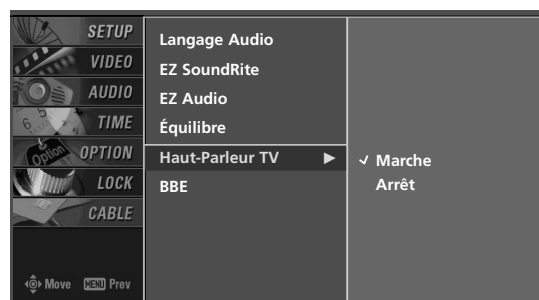 SETUP
VIDEO
AUDIO
TIME
OPTION
LOCK
CABLE
Move MENU Prev
Langage Audio
EZ SoundRite
EZ Audio
Équilibre
Haut-Parleur TV
BBE
Marche
Arrêt